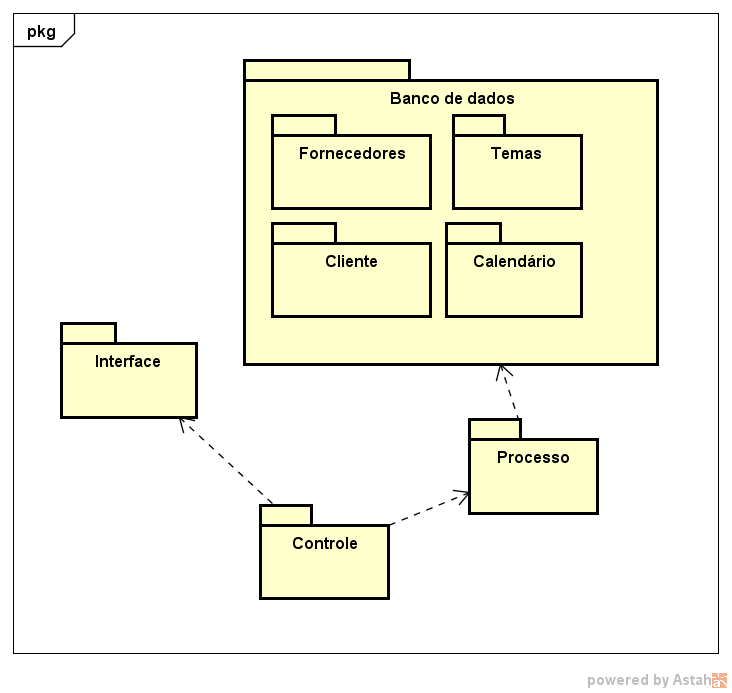 pkg
Banco de dados
Fornecedores
Temas
Cliente
Calendário
Interface
Processo
Controle
powered by Astah